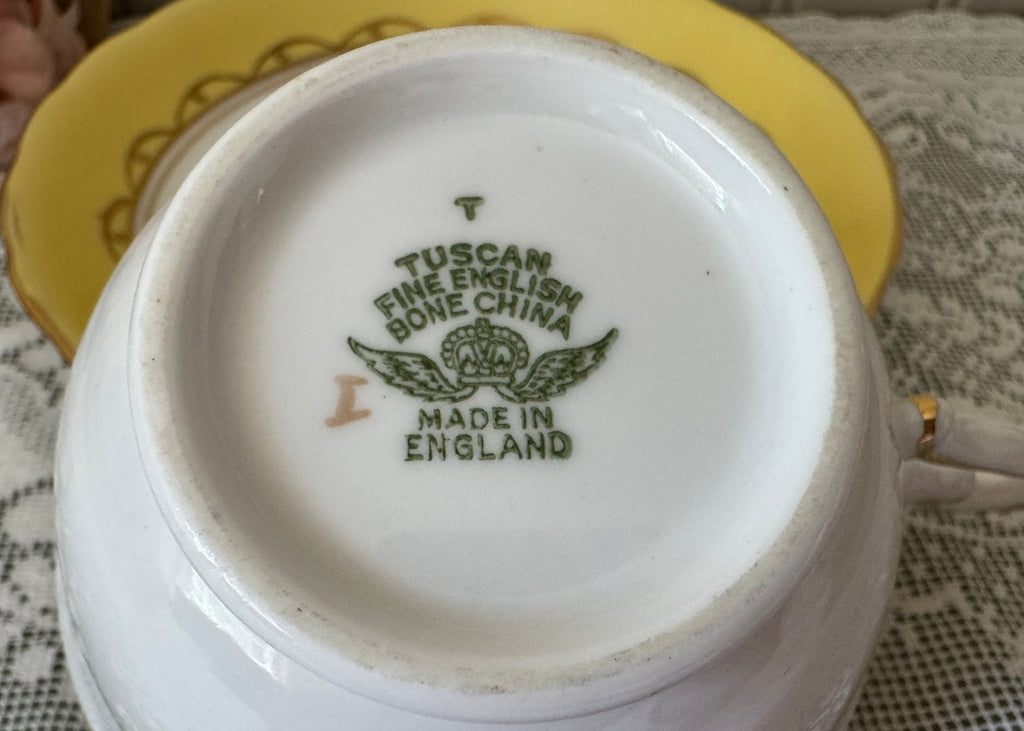 T
TUSCAN
FINE ENGLISH
BONE CHINA
I
MADE IN
ENGLAND